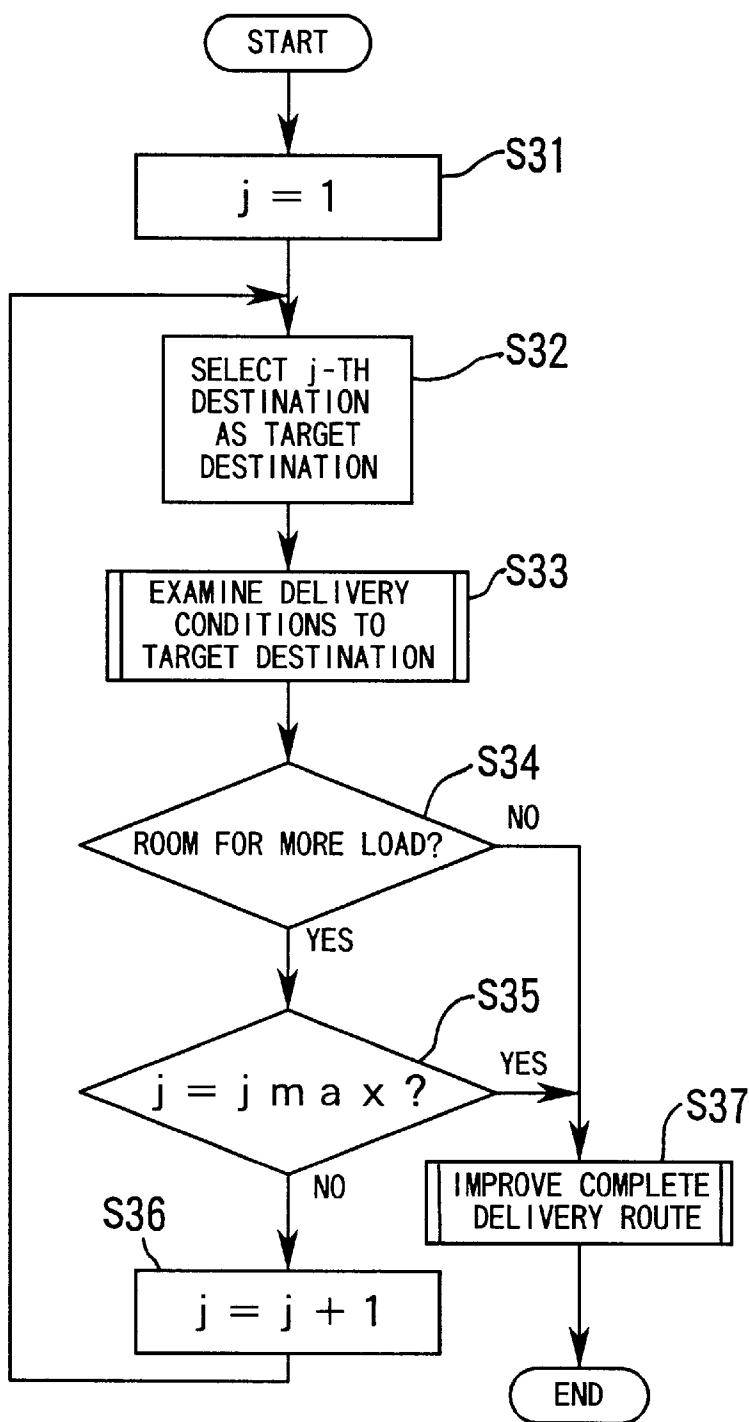 START
S31
j = 1
S32
SELECT j-TH
DESTINATION
AS TARGET
DESTINATION
S33
EXAMINE DELIVERY
CONDITIONS TO
TARGET DESTINATION
S34
ROOM FOR MORE LOAD?
NO
YES
S35
j = j m a x ?
YES
NO
S37
IMPROVE COMPLETE
DELIVERY ROUTE
S36
j = j + 1
END